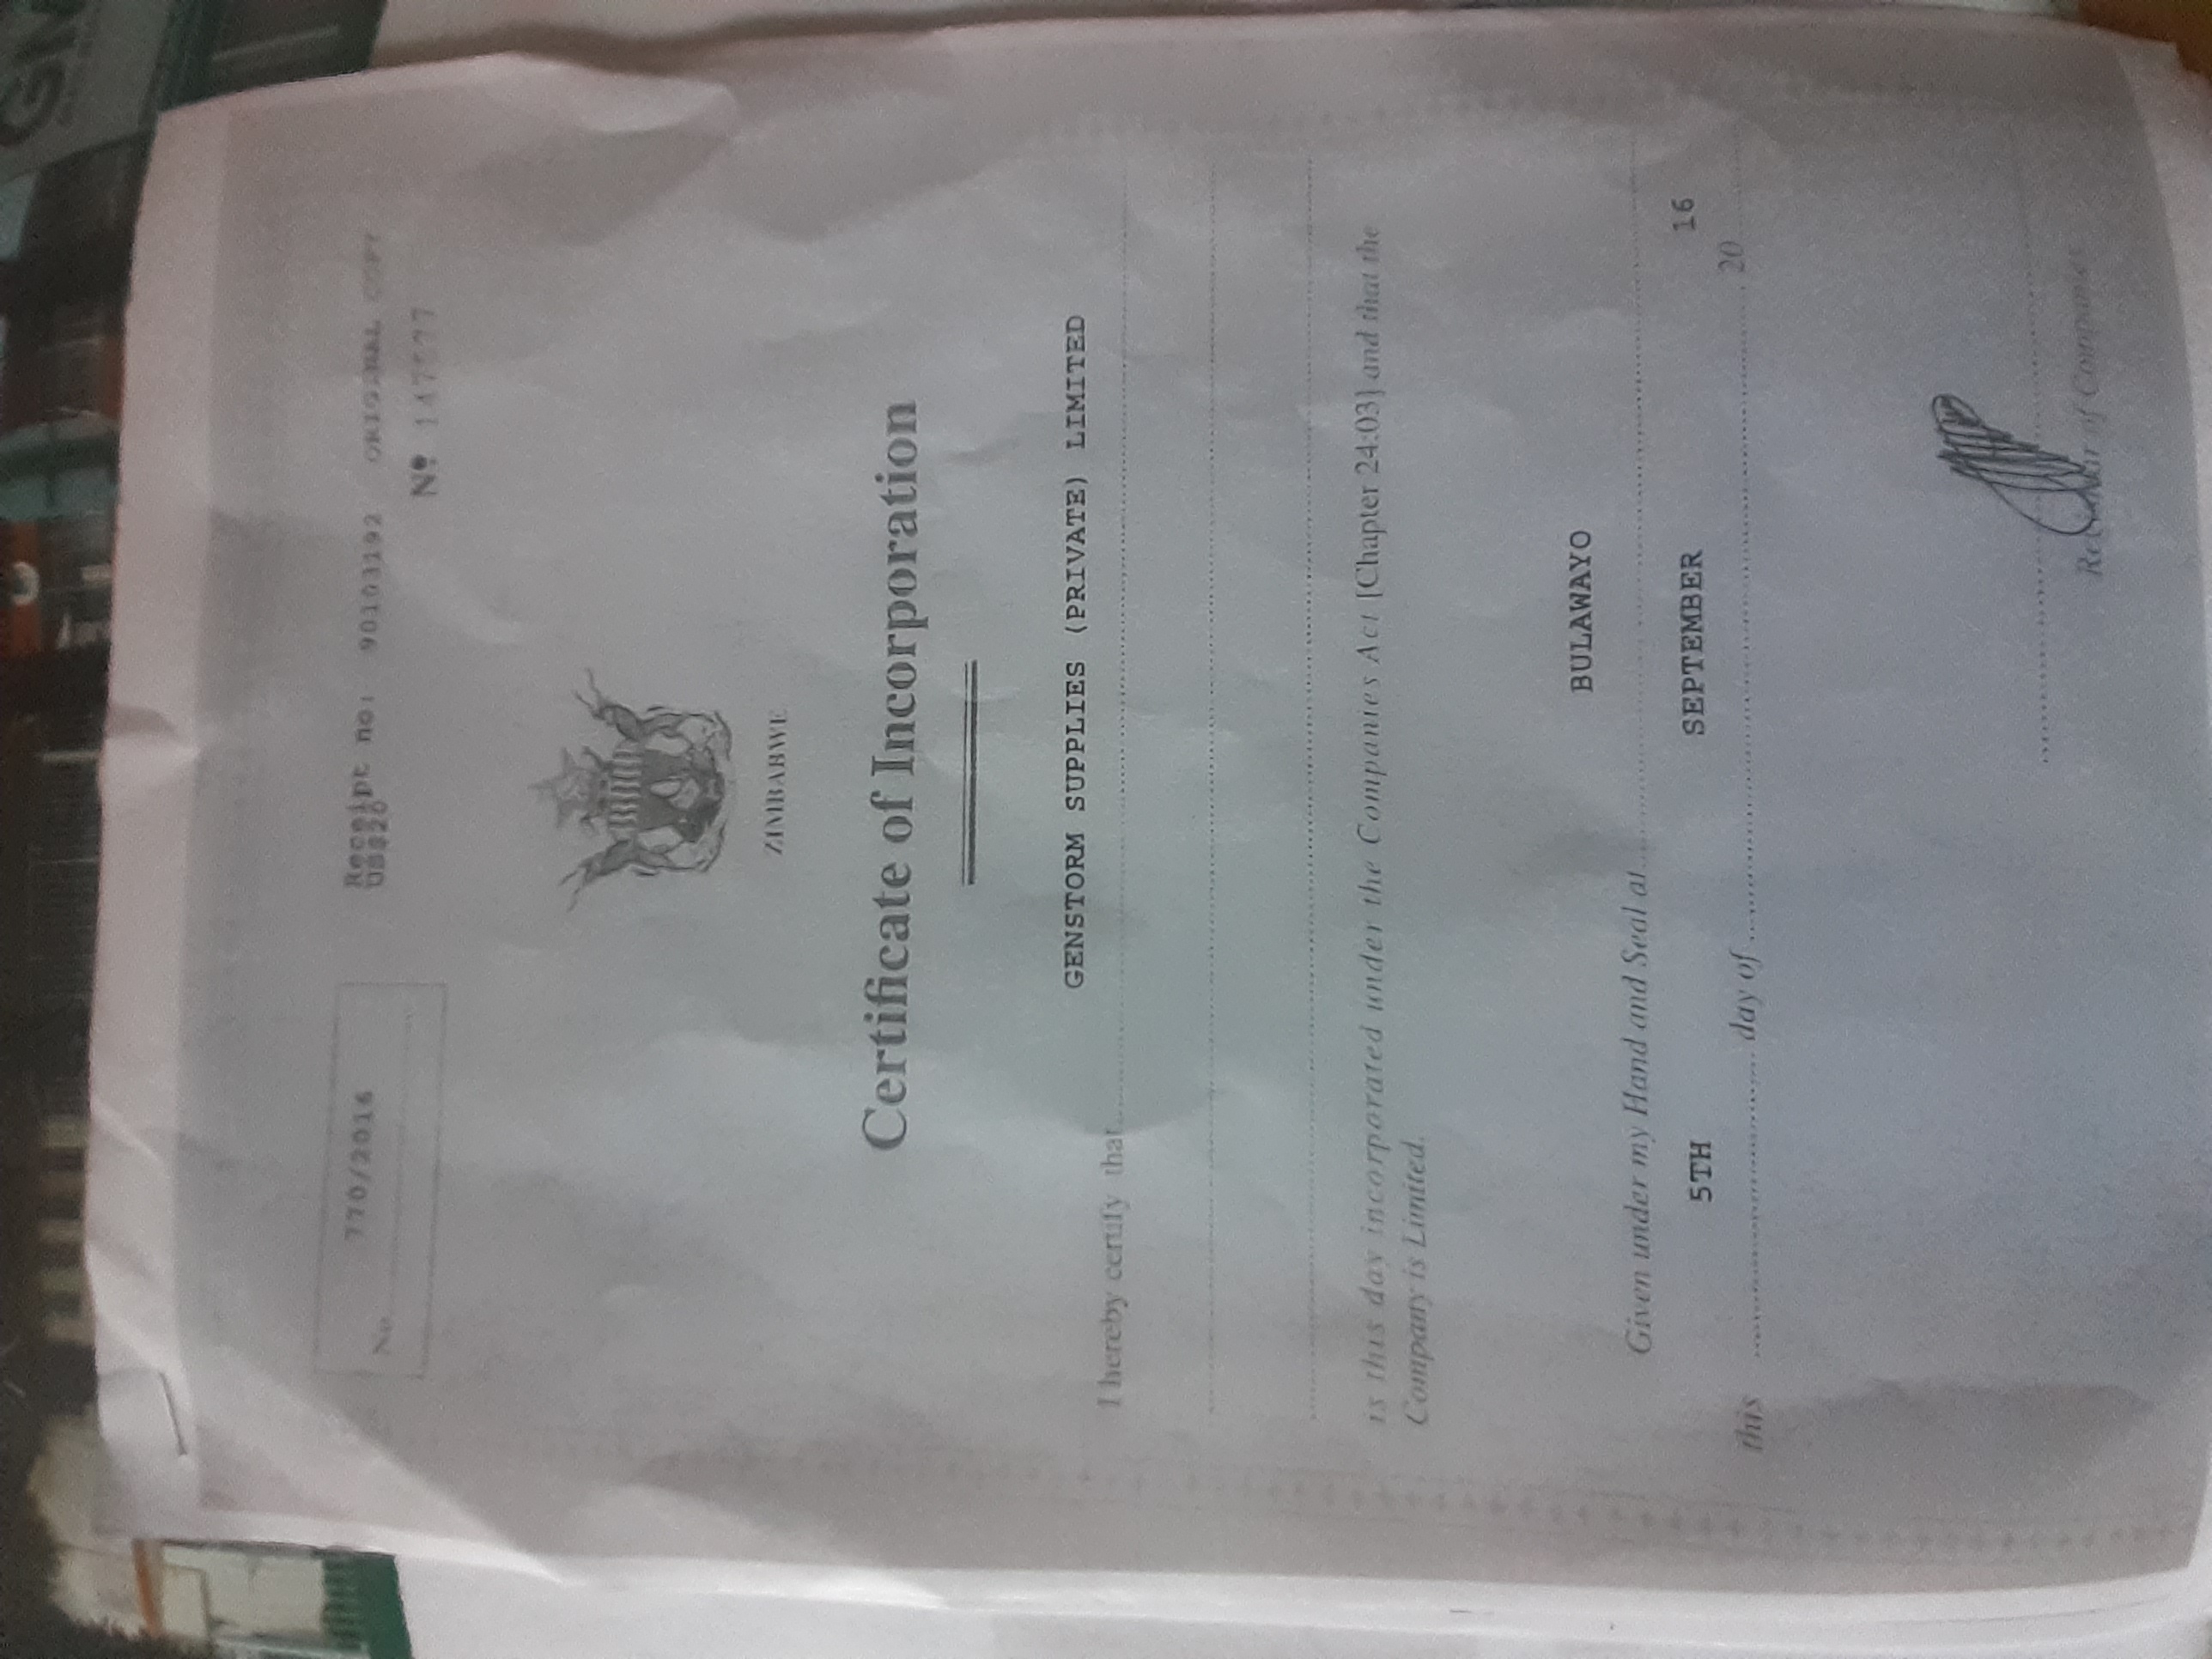 No. 770/2016
Receipt no: 90103192 ORIGINAL COPY
US$20
ZIMBABWE
Certificate of Incorporation
GENSTORM SUPPLIES (PRIVATE) LIMITED
I hereby certify that
is this day incorporated under the Companies Act [Chapter 24:03] and that the
Company is Limited.
BULAWAYO
Given under my Hand and Seal at
5TH SEPTEMBER 16
this day of 20
of Companies